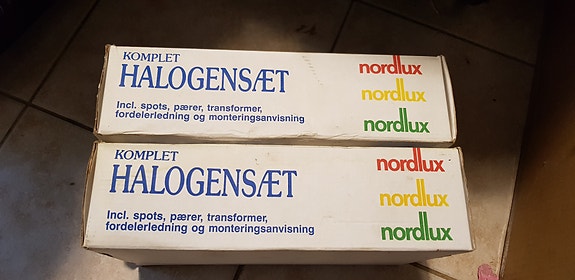 KOMPLET
HALOGENSÆT
Incl. spots, pærer, transformer,
fordelerledning og monteringsanvisning
nordlux
nordlux
nordlux
KOMPLET
HALOGENSÆT
Incl. spots, pærer, transformer,
fordelerledning og monteringsanvisning
nordlux
nordlux
nordlux